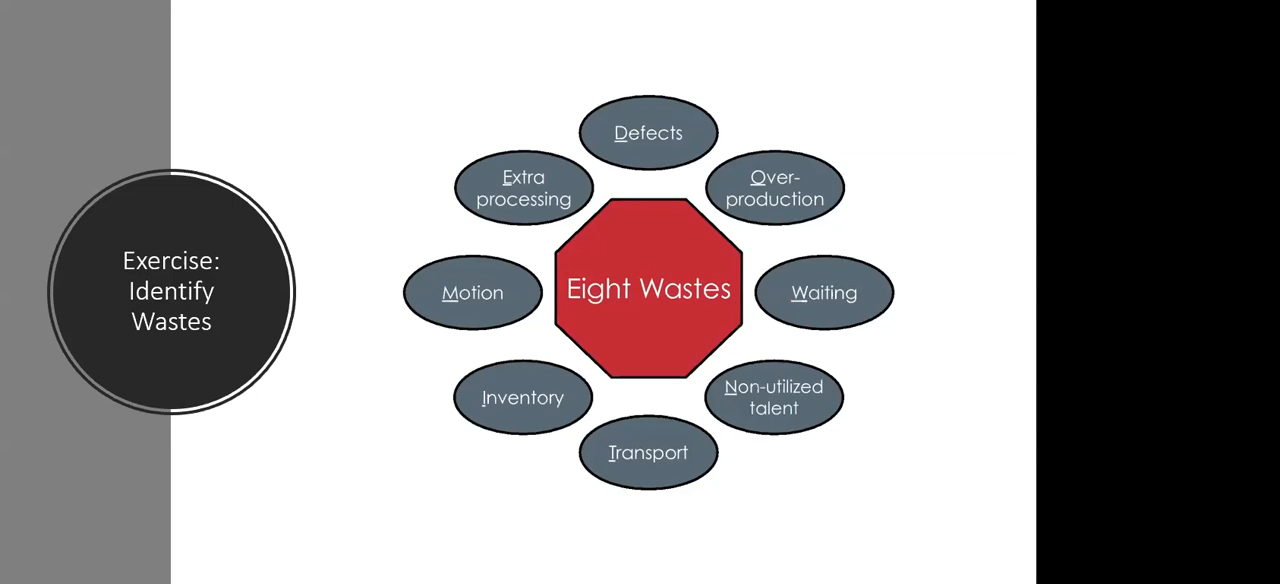 Exercise:
Identify
Wastes
Defects
Over-
production
Waiting
Non-utilized
talent
Transport
Inventory
Motion
Extra
processing
Eight Wastes